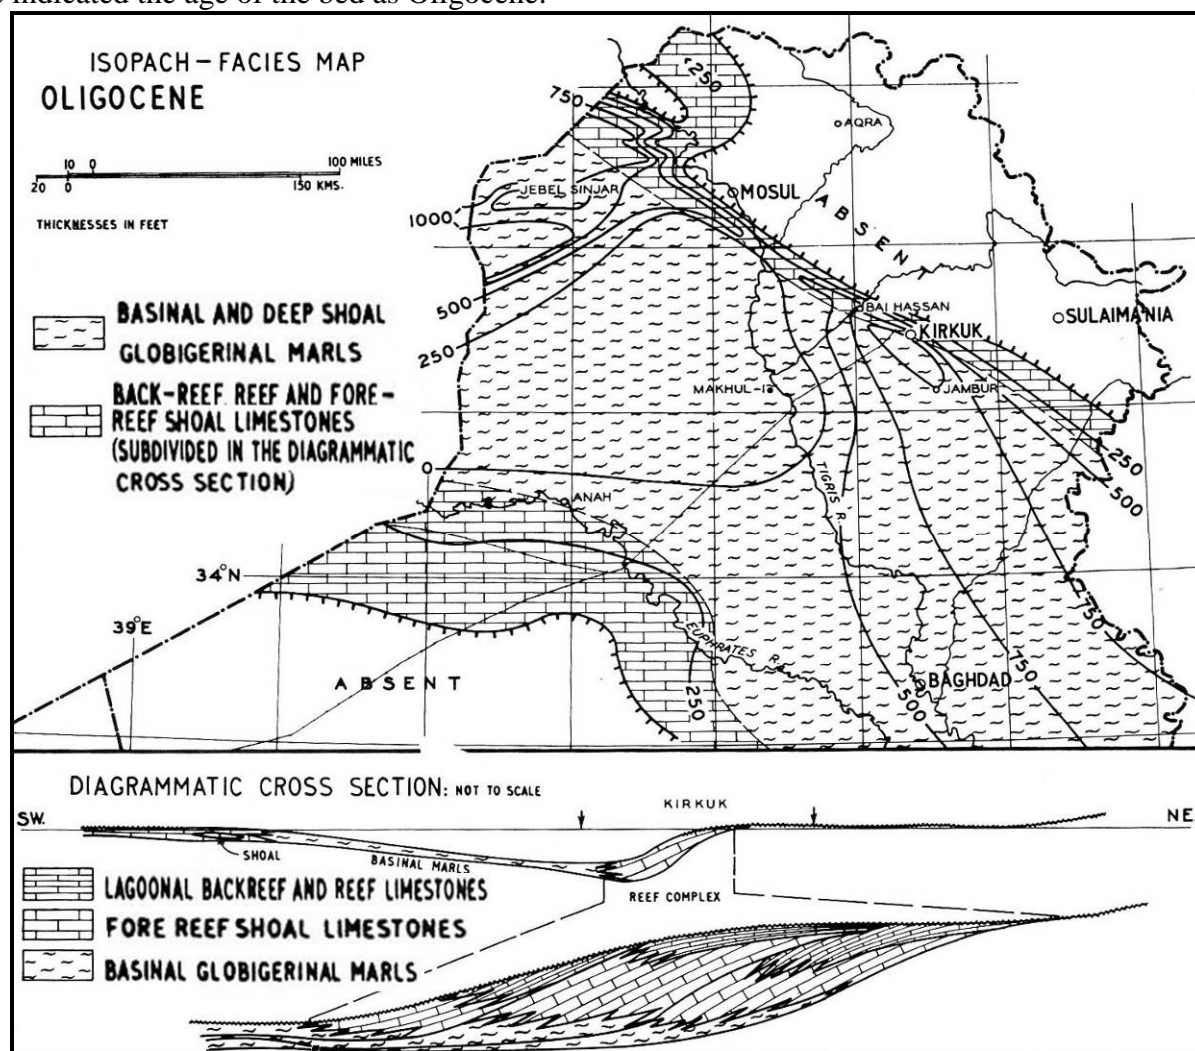 indicated the age of the bed as Oligocene.
ISOPACH – FACIES MAP
OLIGOCENE
10 0 100 MILES
20 0 150 KMS.
THICKNESSES IN FEET
BASINAL AND DEEP SHOAL
GLOBIGERINAL MARLS
BACK-REEF. REEF AND FORE-
REEF SHOAL LIMESTONES
(SUBDIVIDED IN THE DIAGRAMMATIC
CROSS SECTION)
<250
750
AQRA
JEBEL SINJAR
MOSUL
1000
ABSENT
500
BAI HASSAN
KIRKUK
SULAIMANIA
250
MAKHUL-1
JAMBUR
250
500
0
TIGRIS R.
ANAH
34°N
39°E
EUPHRATES R.
750
ABSENT
250
500
750
BAGHDAD
DIAGRAMMATIC CROSS SECTION: NOT TO SCALE
SW.
KIRKUK
NE.
SHOAL
BASINAL MARLS
REEF COMPLEX
LAGOONAL BACKREEF AND REEF LIMESTONES
FORE REEF SHOAL LIMESTONES
BASINAL GLOBIGERINAL MARLS